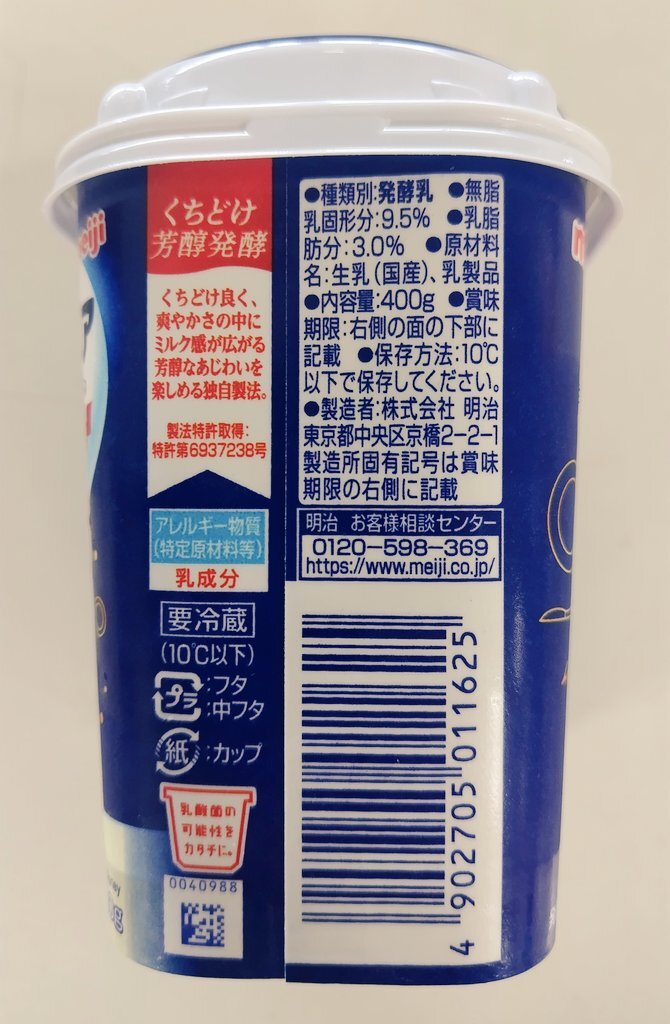 eiji
くちどけ
芳醇発酵
くちどけ良く、
爽やかさの中に
ミルク感が広がる
芳醇なあじわいを
楽しめる独自製法。
製法特許取得:
特許第6937238号
アレルギー物質
(特定原材料等)
乳成分
要冷蔵
(10℃以下)
プラ :フタ
:中フタ
紙 :カップ
乳酸菌の
可能性を
カタチに。
0040988
●種類別:発酵乳 ●無脂
乳固形分:9.5% ●乳脂
肪分:3.0% ●原材料
名:生乳(国産)、乳製品
●内容量:400g ●賞味
期限:右側の面の下部に
記載 ●保存方法:10℃
以下で保存してください。
●製造者:株式会社 明治
東京都中央区京橋2-2-1
製造所固有記号は賞味
期限の右側に記載
明治 お客様相談センター
0120-598-369
https://www.meiji.co.jp/
4 902705 011625